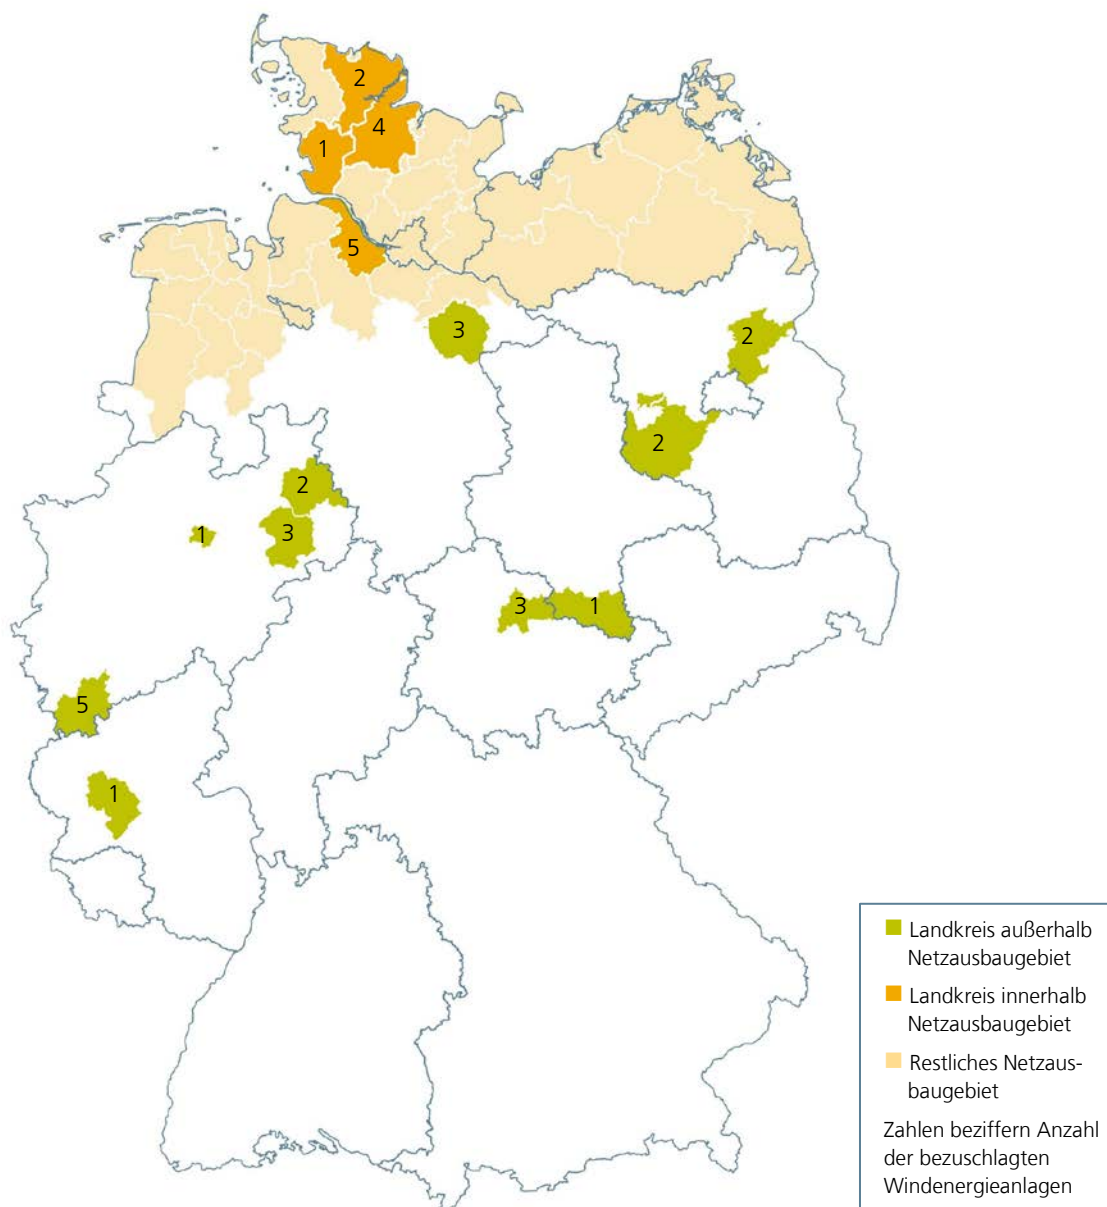 2
4
1
5
3
2
2
2
1
3
3
1
5
1
Landkreis außerhalb
Netzausbaugebiet
Landkreis innerhalb
Netzausbaugebiet
Restliches Netzaus-
baugebiet
Zahlen beziffern Anzahl
der bezuschlagten
Windenergieanlagen